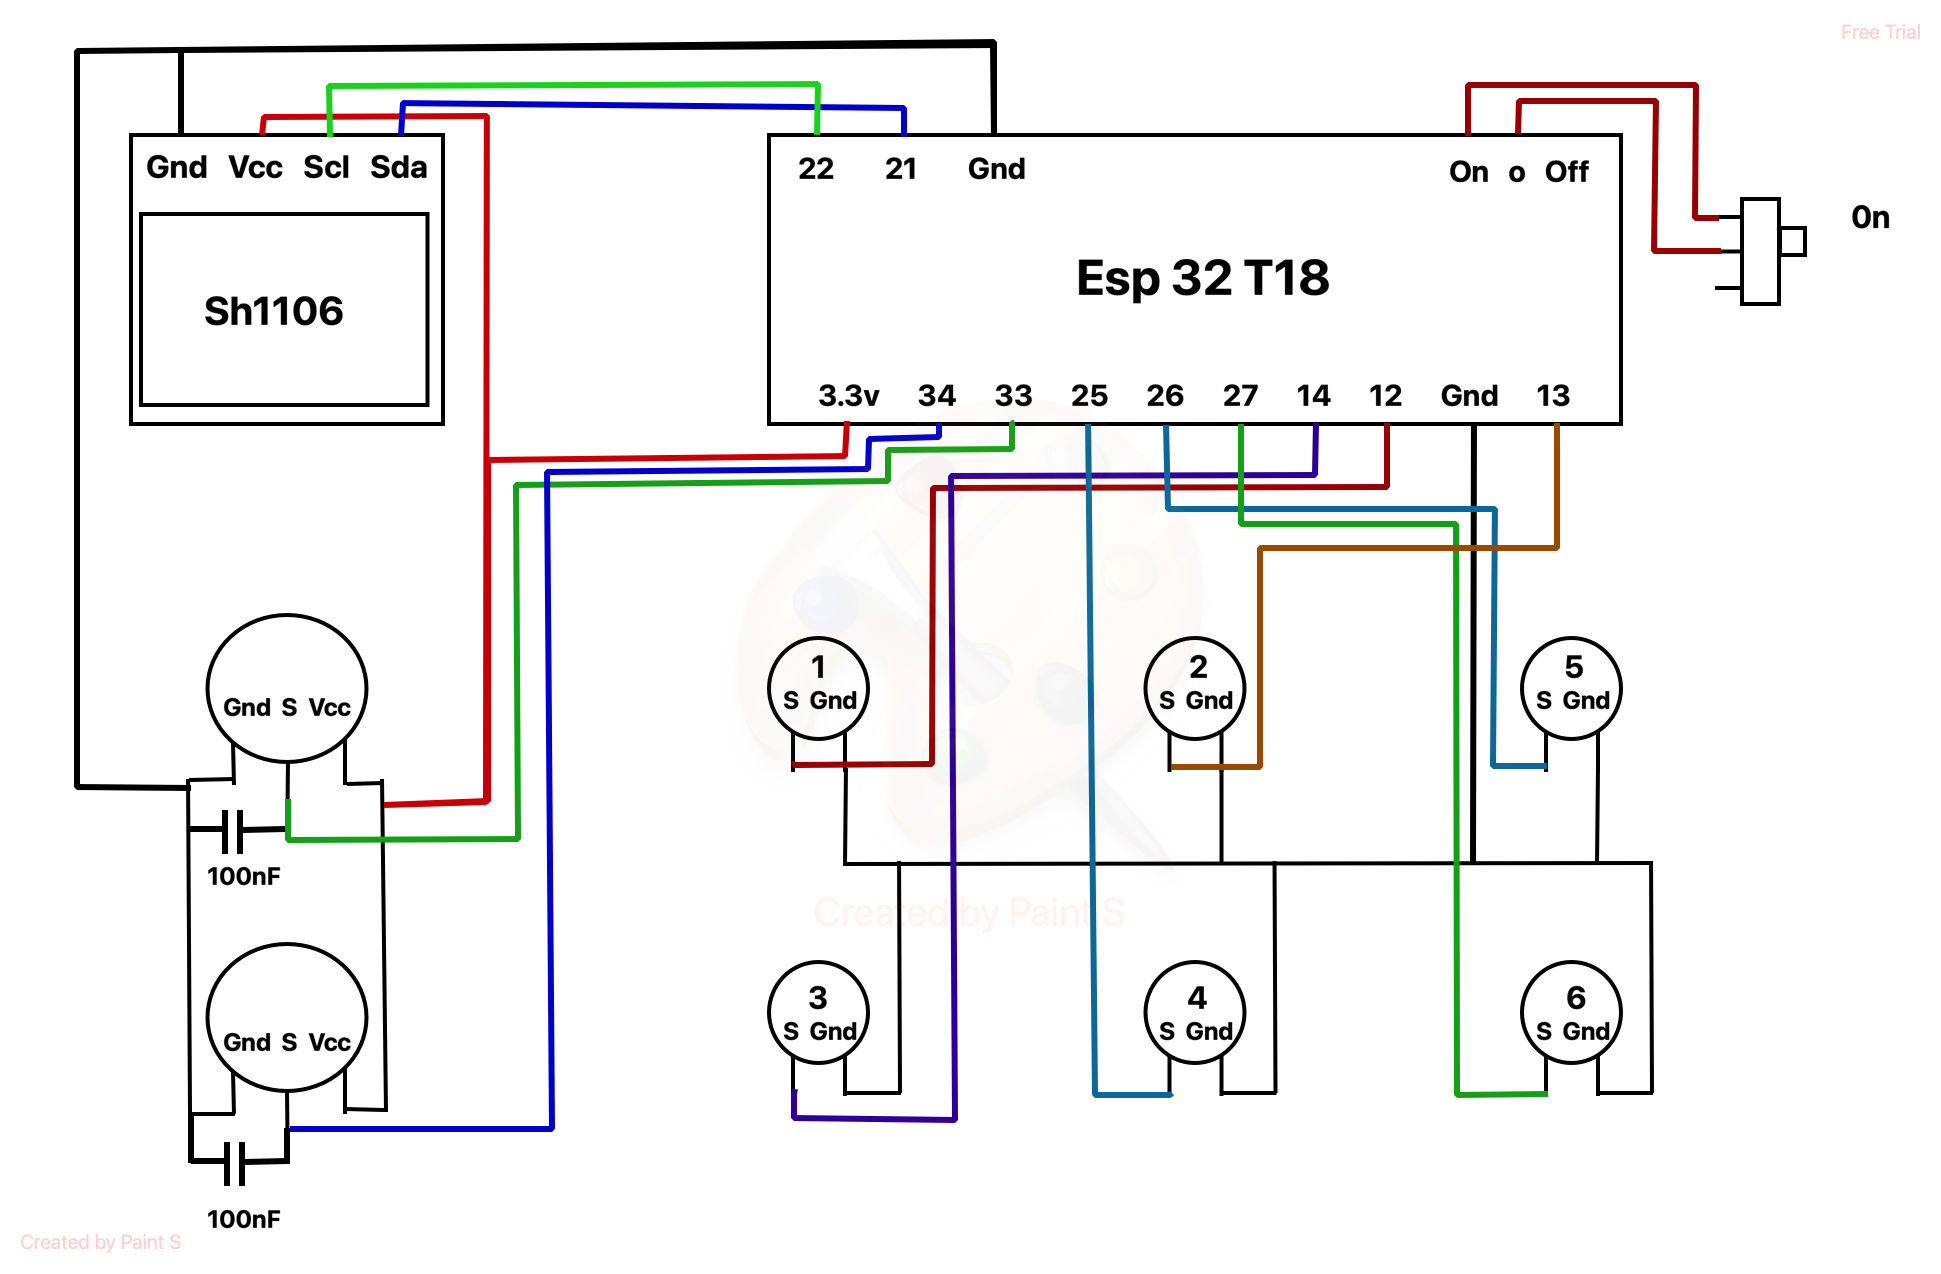 Free Trial
Gnd Vcc Scl Sda
22 21 Gnd
On o Off
0n
Esp 32 T18
Sh1106
3.3v 34 33 25 26 27 14 12 Gnd 13
Gnd S Vcc
1
S Gnd
2
S Gnd
5
S Gnd
100nF
Created by Paint S
Gnd S Vcc
3
S Gnd
4
S Gnd
6
S Gnd
100nF
Created by Paint S